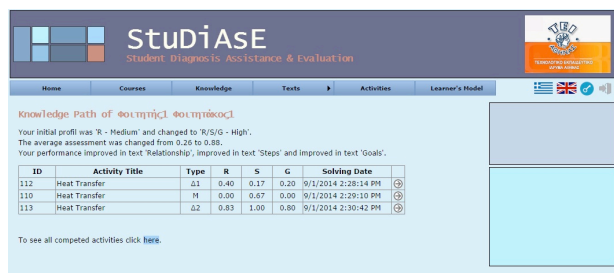 StuDiAsE
Student Diagnosis Assistance & Evaluation
ΤΕΙ
ΑΘΗΝΑΣ
ΤΕΧΝΟΛΟΓΙΚΟ ΕΚΠΑΙΔΕΥΤΙΚΟ
ΙΔΡΥΜΑ ΑΘΗΝΑΣ
Home Courses Knowledge Texts Activities Learner's Model
Knowledge Path of Φοιτητής1 Φοιτητάκος1
Your initial profil was 'R - Medium' and changed to 'R/S/G - High'.
The average assessment was changed from 0.26 to 0.88.
Your performance improved in text 'Relationship', improved in text 'Steps' and improved in text 'Goals'.
ID Activity Title Type R S G Solving Date
112 Heat Transfer Δ1 0.40 0.17 0.20 9/1/2014 2:28:14 PM
110 Heat Transfer M 0.00 0.67 0.00 9/1/2014 2:29:10 PM
113 Heat Transfer Δ2 0.83 1.00 0.80 9/1/2014 2:30:42 PM
To see all competed activities click here.